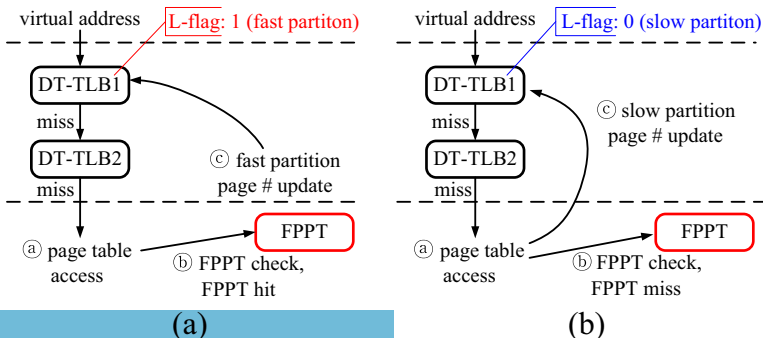 virtual address
L-flag: 1 (fast partiton)
DT-TLB1
miss
DT-TLB2
miss
ⓒ fast partition
page # update
ⓐ page table
access
FPPT
ⓑ FPPT check,
FPPT hit
(a)
virtual address
L-flag: 0 (slow partiton)
DT-TLB1
miss
DT-TLB2
miss
ⓒ slow partition
page # update
ⓐ page table
access
FPPT
ⓑ FPPT check,
FPPT miss
(b)